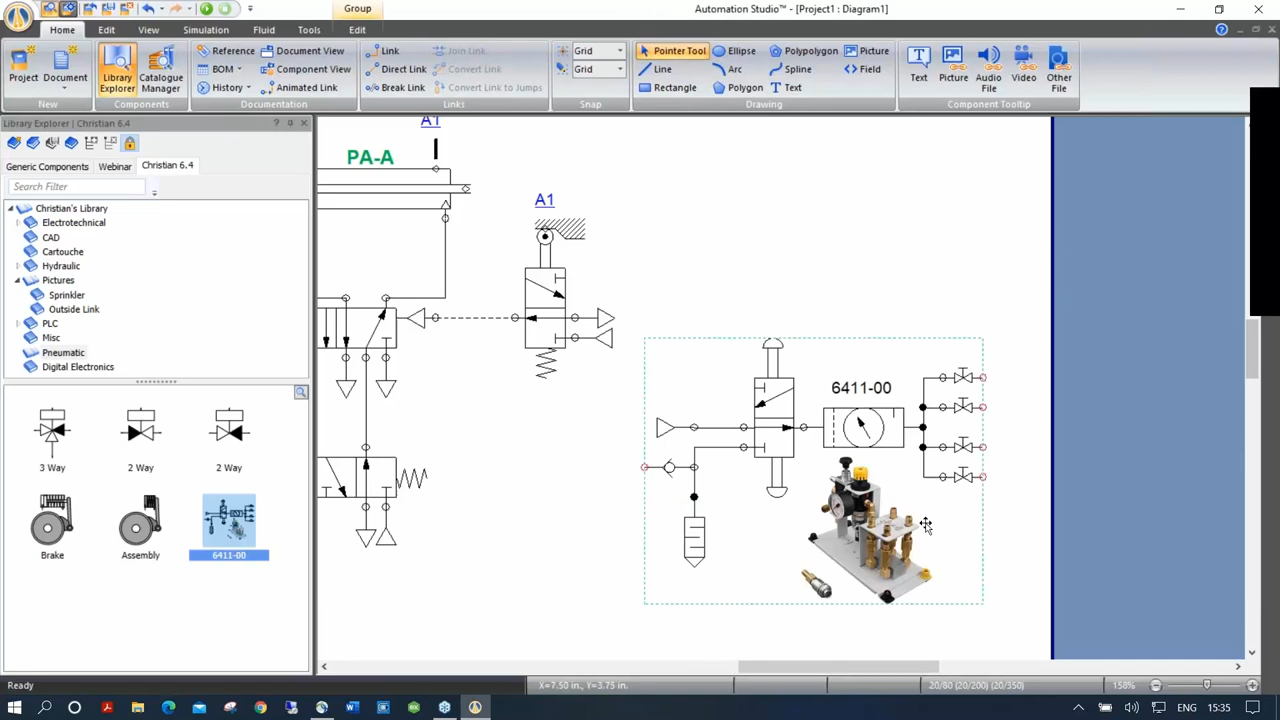 Group
Automation Studio™ - [Project1 : Diagram1]
Home
Edit
View
Simulation
Fluid
Tools
Edit
Project
Document
New
Library Explorer
Catalogue Manager
Components
Reference
BOM
History
Document View
Component View
Animated Link
Documentation
Link
Direct Link
Break Link
Join Link
Convert Link
Convert Link to Jumps
Links
Grid
Grid
Snap
Pointer Tool
Line
Rectangle
Ellipse
Arc
Polygon
Polypolygon
Spline
Text
Picture
Field
Drawing
Text
Picture
Audio File
Video
Other File
Component Tooltip
Library Explorer | Christian 6.4
Generic Components
Webinar
Christian 6.4
Search Filter
Christian's Library
Electrotechnical
CAD
Cartouche
Hydraulic
Pictures
Sprinkler
Outside Link
PLC
Misc
Pneumatic
Digital Electronics
3 Way
2 Way
2 Way
Brake
Assembly
6411-00
A1
PA-A
A1
6411-00
Ready
X=7.50 in., Y=3.75 in.
20/80 (20/200) (20/350)
158%
ENG
15:35